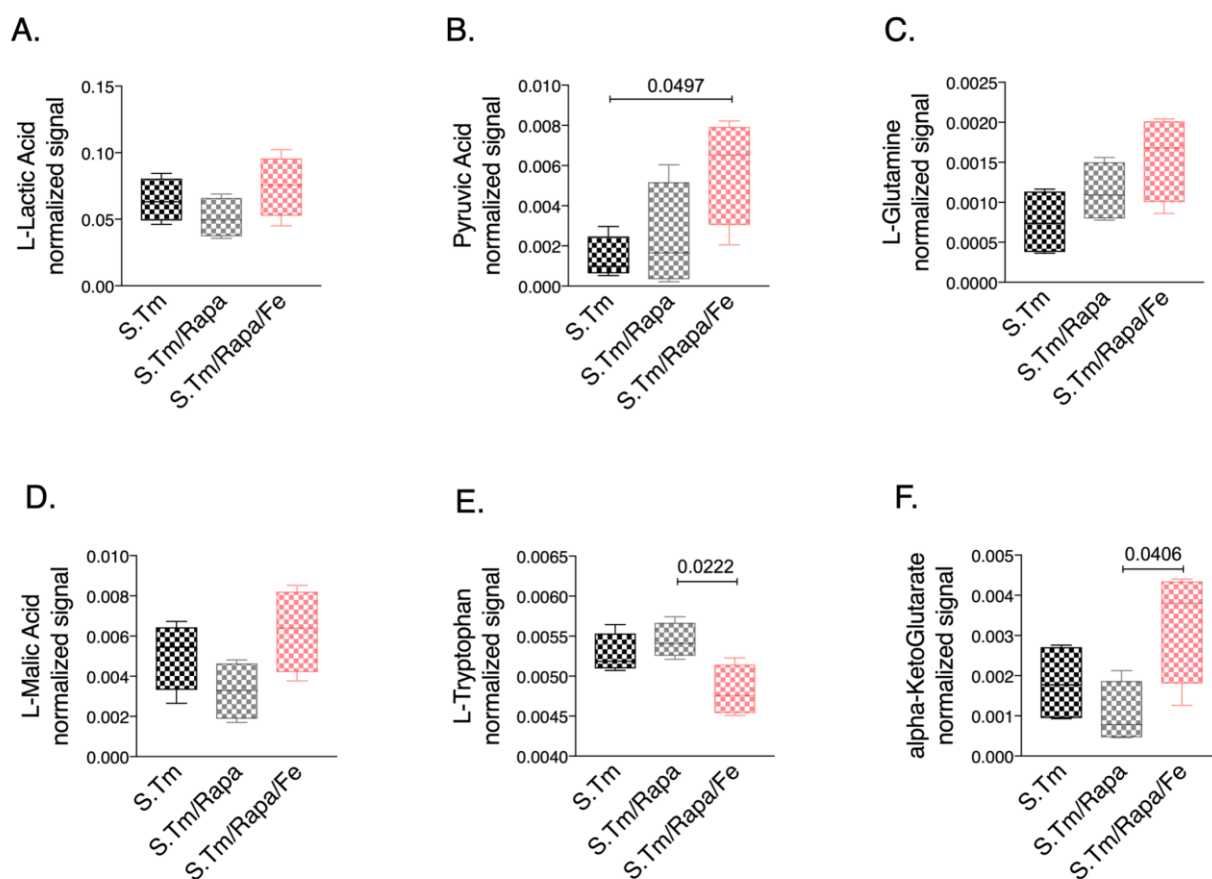 A.
L-Lactic Acid
normalized signal
0.15
0.10
0.05
0.00
S.Tm
S.Tm/Rapa
S.Tm/Rapa/Fe
B.
Pyruvic Acid
normalized signal
0.010
0.008
0.006
0.004
0.002
0.000
0.0497
S.Tm
S.Tm/Rapa
S.Tm/Rapa/Fe
C.
L-Glutamine
normalized signal
0.0025
0.0020
0.0015
0.0010
0.0005
0.0000
S.Tm
S.Tm/Rapa
S.Tm/Rapa/Fe
D.
L-Malic Acid
normalized signal
0.010
0.008
0.006
0.004
0.002
0.000
S.Tm
S.Tm/Rapa
S.Tm/Rapa/Fe
E.
L-Tryptophan
normalized signal
0.0065
0.0060
0.0055
0.0050
0.0045
0.0040
0.0222
S.Tm
S.Tm/Rapa
S.Tm/Rapa/Fe
F.
alpha-KetoGlutarate
normalized signal
0.005
0.004
0.003
0.002
0.001
0.000
0.0406
S.Tm
S.Tm/Rapa
S.Tm/Rapa/Fe